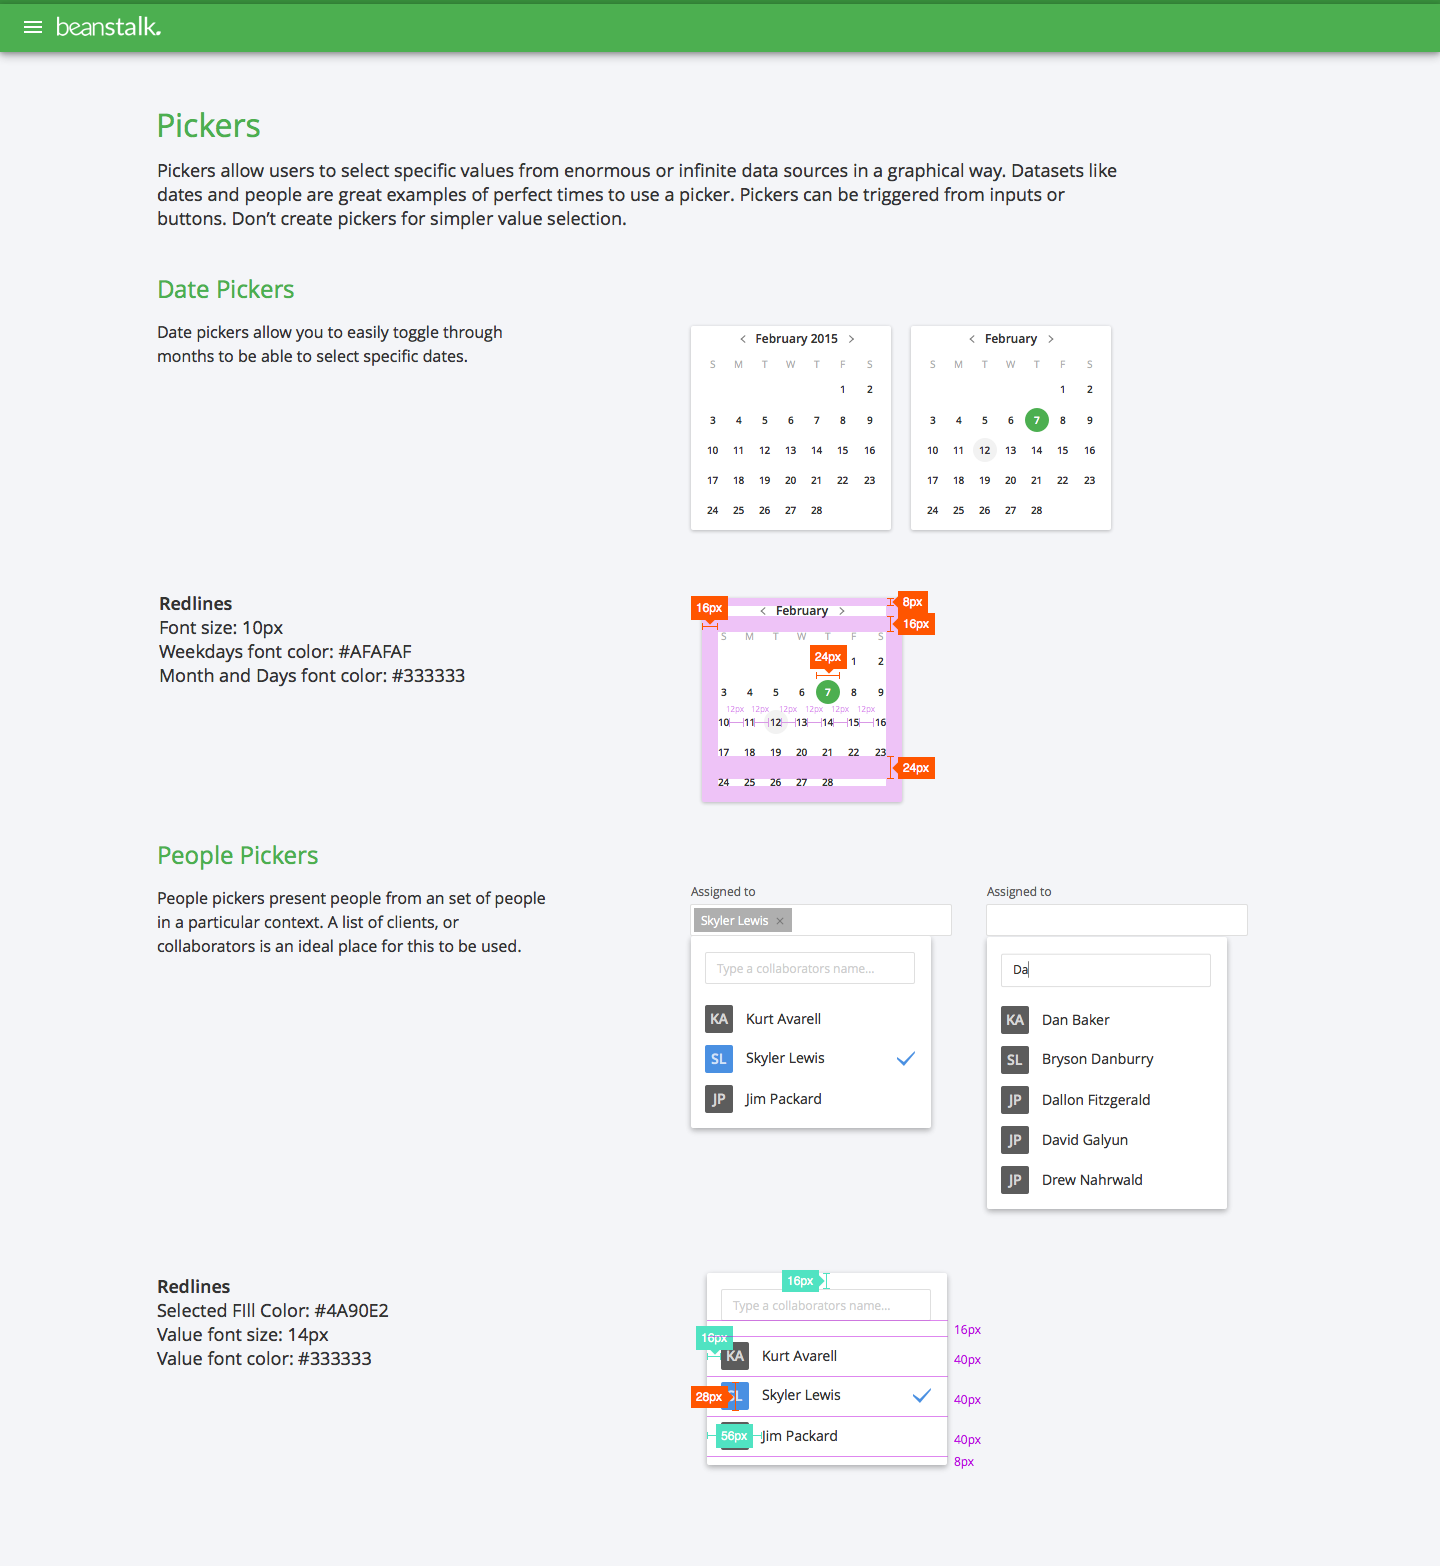 beanstalk.
Pickers
Pickers allow users to select specific values from enormous or infinite data sources in a graphical way. Datasets like
dates and people are great examples of perfect times to use a picker. Pickers can be triggered from inputs or
buttons. Don’t create pickers for simpler value selection.
Date Pickers
Date pickers allow you to easily toggle through
months to be able to select specific dates.
February 2015
S M T W T F S
1 2
3 4 5 6 7 8 9
10 11 12 13 14 15 16
17 18 19 20 21 22 23
24 25 26 27 28
February
S M T W T F S
1 2
3 4 5 6 7 8 9
10 11 12 13 14 15 16
17 18 19 20 21 22 23
24 25 26 27 28
Redlines
Font size: 10px
Weekdays font color: #AFAFAF
Month and Days font color: #333333
8px
16px February
16px
S M T W T F S
24px 1 2
3 4 5 6 7 8 9
12px 12px 12px 12px 12px 12px
10 11 12 13 14 15 16
17 18 19 20 21 22 23
24px
24 25 26 27 28
People Pickers
People pickers present people from an set of people
in a particular context. A list of clients, or
collaborators is an ideal place for this to be used.
Assigned to
Skyler Lewis ×
Type a collaborators name...
KA Kurt Avarell
SL Skyler Lewis
JP Jim Packard
Assigned to
Da
KA Dan Baker
SL Bryson Danburry
JP Dallon Fitzgerald
JP David Galyun
JP Drew Nahrwald
Redlines
Selected FIll Color: #4A90E2
Value font size: 14px
Value font color: #333333
16px
Type a collaborators name...
16px
16px
KA Kurt Avarell 40px
28px SL Skyler Lewis 40px
56px Jim Packard 40px
8px